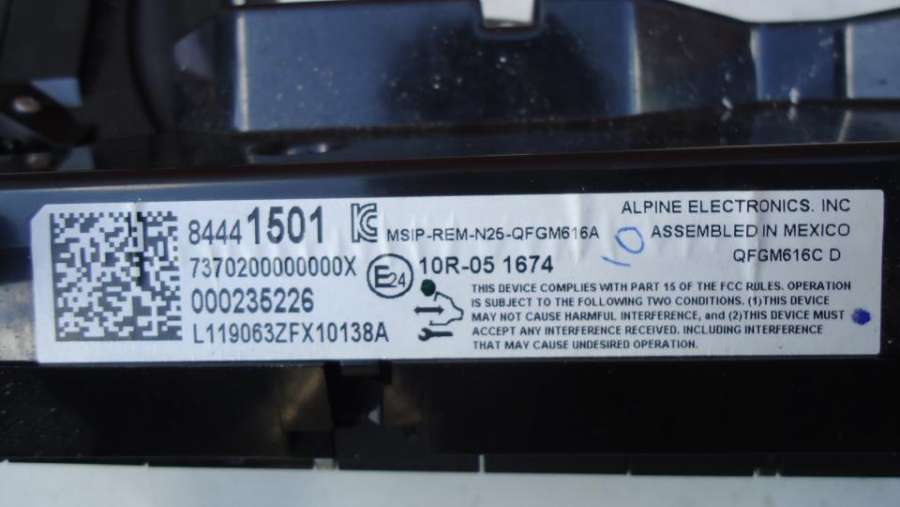 84441501
7370200000000X
000235226
L119063ZFX10138A
MSIP-REM-N25-QFGM616A
E24
10R-05 1674
10
ALPINE ELECTRONICS. INC
ASSEMBLED IN MEXICO
QFGM616C D
THIS DEVICE COMPLIES WITH PART 15 OF THE FCC RULES. OPERATION
IS SUBJECT TO THE FOLLOWING TWO CONDITIONS. (1)THIS DEVICE
MAY NOT CAUSE HARMFUL INTERFERENCE, and (2)THIS DEVICE MUST
ACCEPT ANY INTERFERENCE RECEIVED. INCLUDING INTERFERENCE
THAT MAY CAUSE UNDESIRED OPERATION.